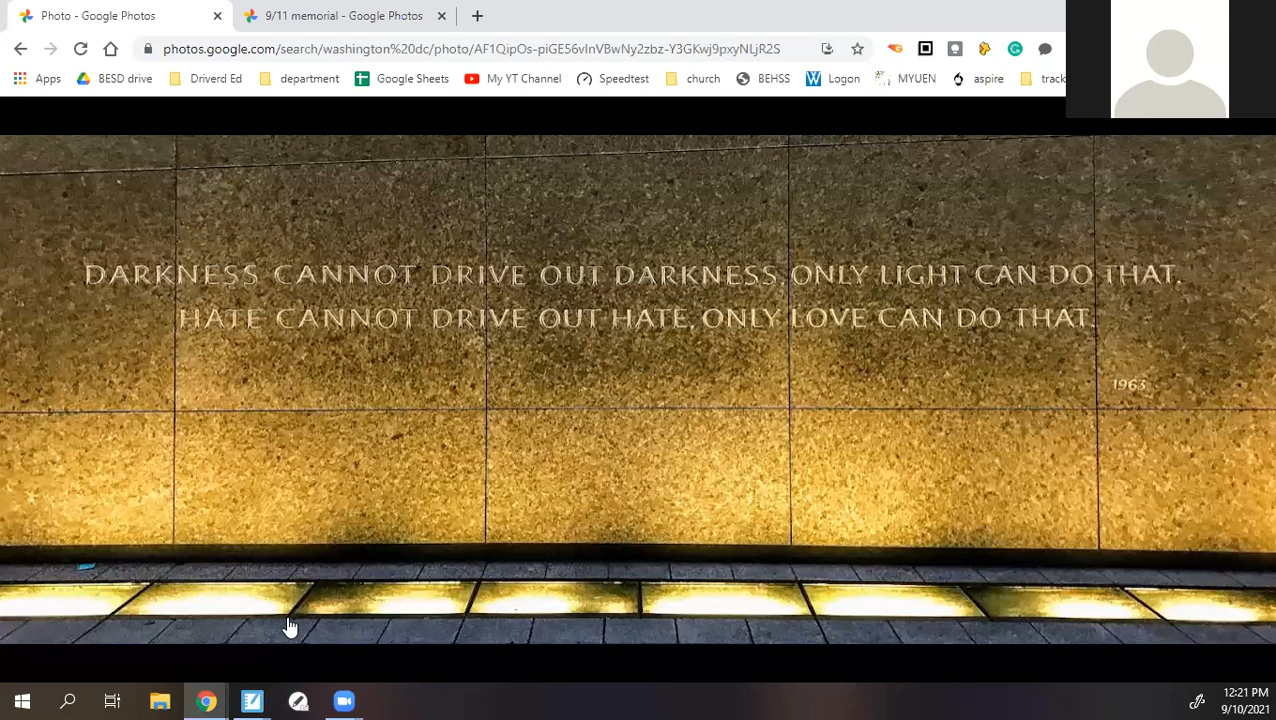 Photo - Google Photos
9/11 memorial - Google Photos
photos.google.com/search/washington%20dc/photo/AF1QipOs-piGE56vlnVBwNy2zbz-Y3GKwj9pxyNLjR2S
Apps BESD drive Driverd Ed department Google Sheets My YT Channel Speedtest church BEHSS Logon MYUEN aspire track
DARKNESS CANNOT DRIVE OUT DARKNESS, ONLY LIGHT CAN DO THAT.
HATE CANNOT DRIVE OUT HATE, ONLY LOVE CAN DO THAT.
1963
12:21 PM
9/10/2021